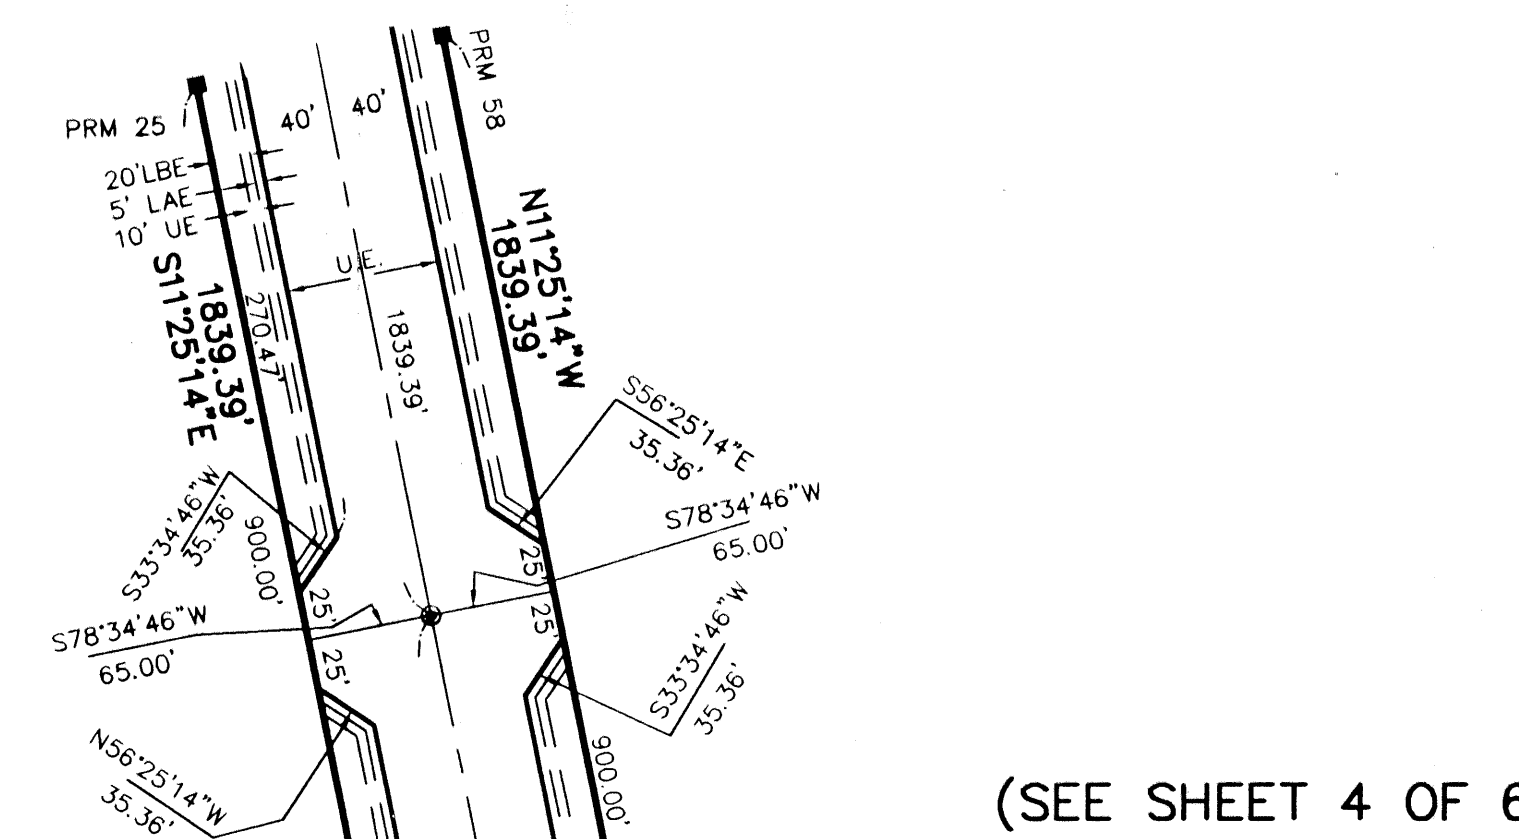 PRM 25
PRM 58
40'
40'
20'LBE
5' LAE
10' UE
S11°25'14"E
1839.39'
270.47'
U.E.
1839.39'
N11°25'14"W
1839.39'
S56°25'14"E
35.36'
S33°34'46"W
35.36'
900.00'
S78°34'46"W
65.00'
25'
25'
25'
25'
S78°34'46"W
65.00'
S33°34'46"W
35.36'
N56°25'14"W
35.36'
900.00'
(SEE SHEET 4 OF 6